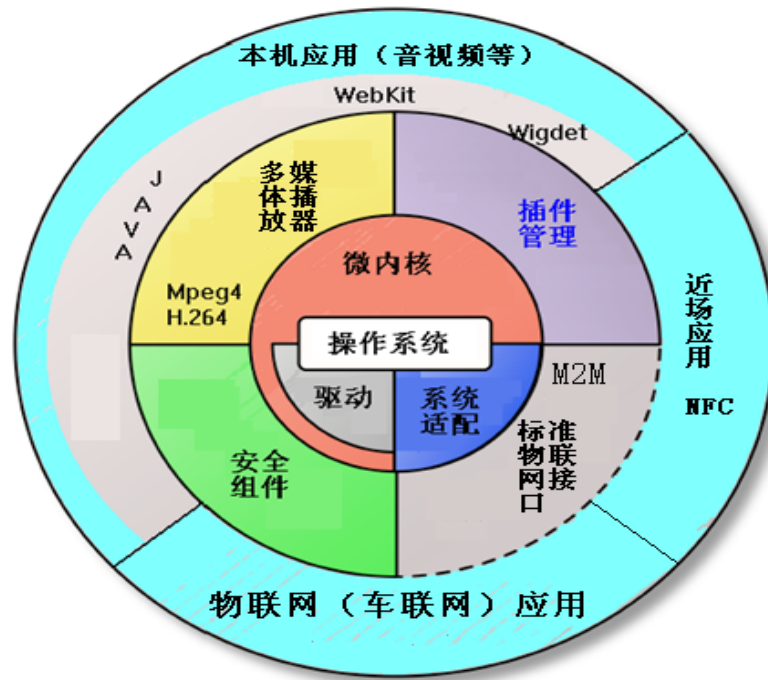 本机应用（音视频等）
WebKit
Wigdet
JAVA
多媒
体播
放器
插件
管理
Mpeg4
H.264
微内核
操作系统
驱动
系统
适配
M2M
标准
物联
网接
口
安全
组件
近场应用
NFC
物联网（车联网）应用